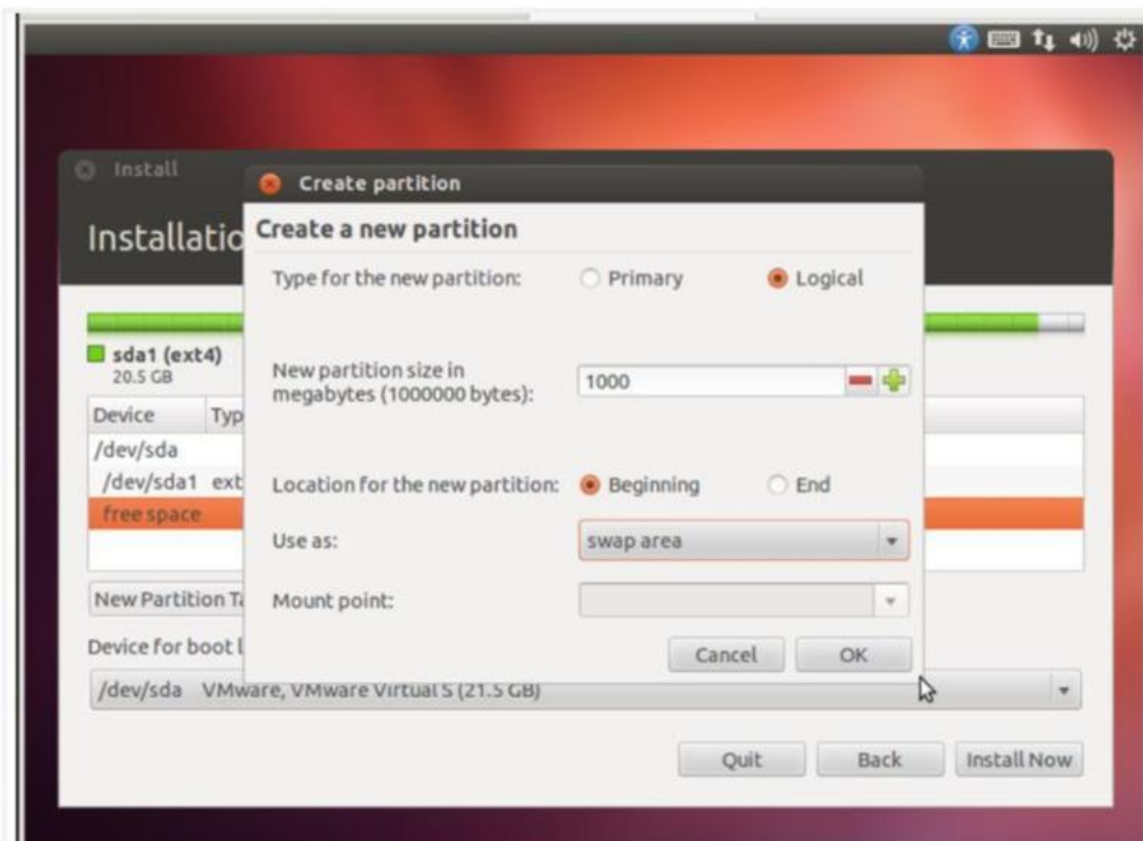 Install
Create partition
Installatio
Create a new partition
Type for the new partition: Primary Logical
sda1 (ext4)
20.5 GB
New partition size in
megabytes (1000000 bytes):
1000
Device Typ
/dev/sda
/dev/sda1 ext
free space
Location for the new partition: Beginning End
Use as: swap area
Mount point:
New Partition Ta
Device for boot l
Cancel OK
/dev/sda VMware, VMware Virtual S (21.5 GB)
Quit Back Install Now